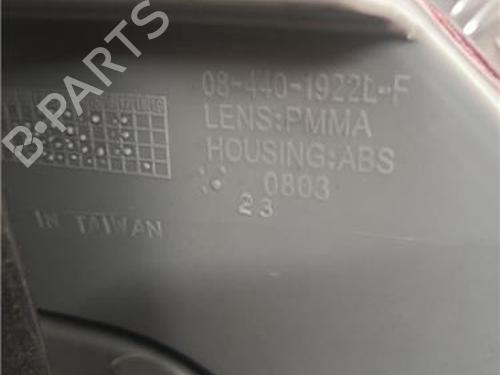 08-440-1922L-F
LENS:PMMA
HOUSING:ABS
0803
23
IN TAIWAN
B-PARTS